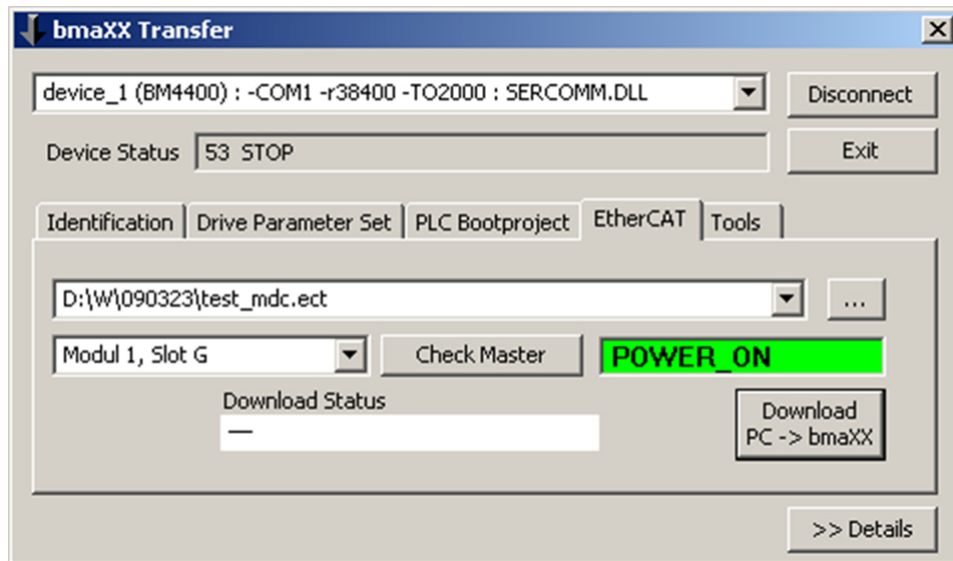 bmaXX Transfer
device_1 (BM4400) : -COM1 -r38400 -TO2000 : SERCOMM.DLL
Disconnect
Device Status
53 STOP
Exit
Identification
Drive Parameter Set
PLC Bootproject
EtherCAT
Tools
D:\W\090323\test_mdc.ect
...
Modul 1, Slot G
Check Master
POWER_ON
Download Status
—
Download
PC -> bmaXX
>> Details